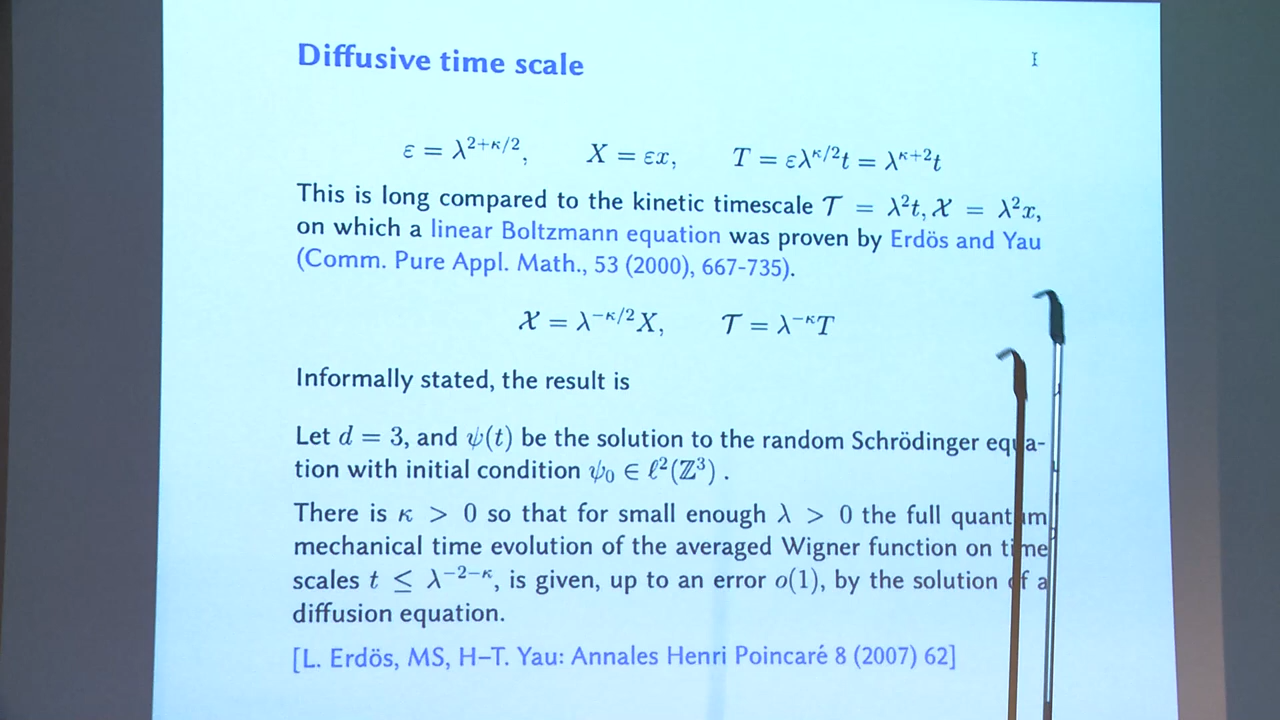 Diffusive time scale
ε = λ^{2+κ/2}, X = εx, T = ελ^{κ/2}t = λ^{κ+2}t
This is long compared to the kinetic timescale 𝒯 = λ²t, 𝒳 = λ²x,
on which a linear Boltzmann equation was proven by Erdös and Yau
(Comm. Pure Appl. Math., 53 (2000), 667-735).
𝒳 = λ^{−κ/2}X, 𝒯 = λ^{−κ}T
Informally stated, the result is
Let d = 3, and ψ(t) be the solution to the random Schrödinger equa-
tion with initial condition ψ₀ ∈ ℓ²(ℤ³) .
There is κ > 0 so that for small enough λ > 0 the full quantum
mechanical time evolution of the averaged Wigner function on time
scales t ≤ λ^{−2−κ}, is given, up to an error o(1), by the solution of a
diffusion equation.
[L. Erdös, MS, H–T. Yau: Annales Henri Poincaré 8 (2007) 62]